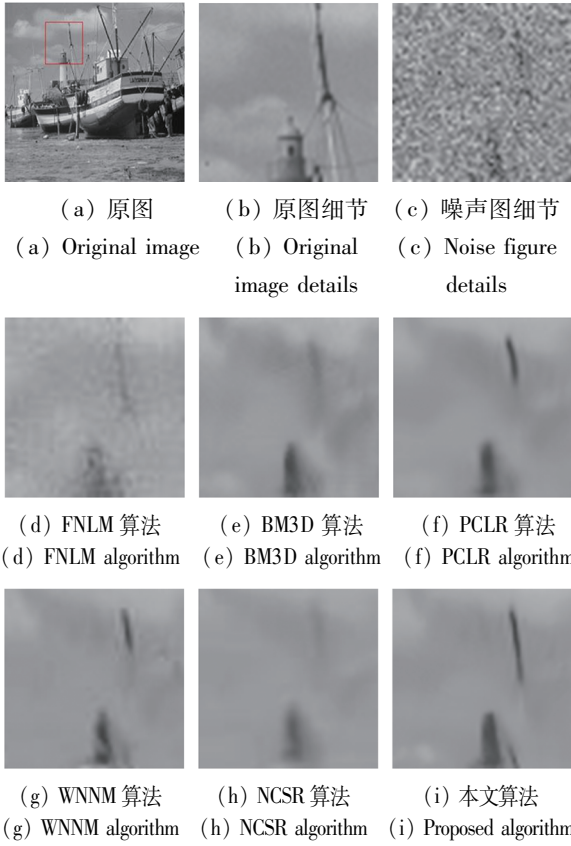 (a) 原图 (b) 原图细节 (c) 噪声图细节
(a) Original image (b) Original (c) Noise figure
image details details
(d) FNLM 算法 (e) BM3D 算法 (f) PCLR 算法
(d) FNLM algorithm (e) BM3D algorithm (f) PCLR algorithm
(g) WNNM 算法 (h) NCSR 算法 (i) 本文算法
(g) WNNM algorithm (h) NCSR algorithm (i) Proposed algorithm